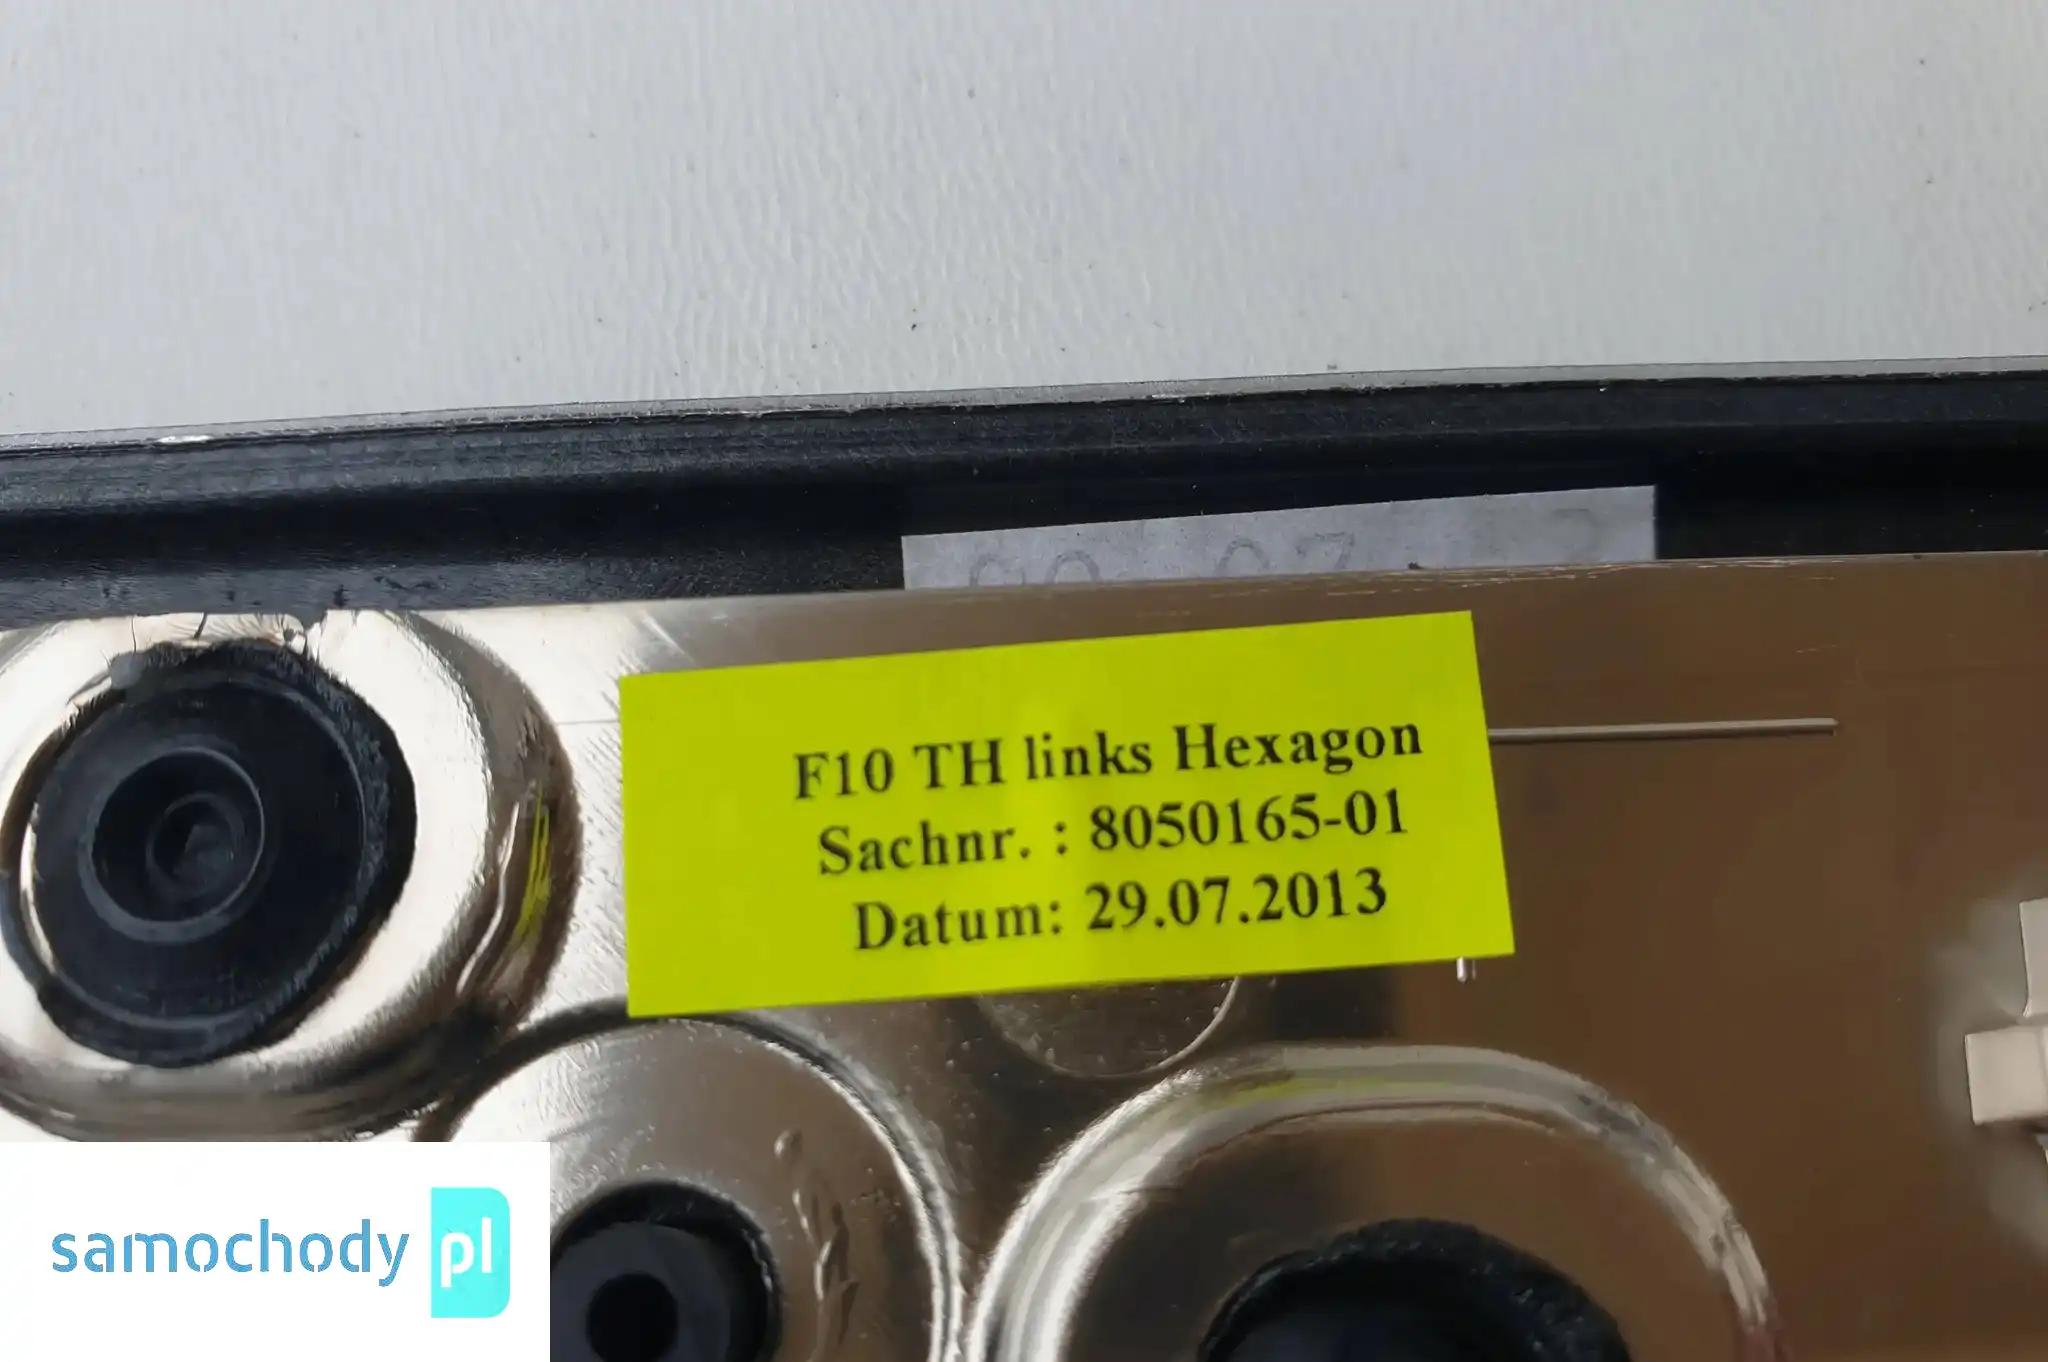 F10 TH links Hexagon
Sachnr. : 8050165-01
Datum: 29.07.2013
samochody pl